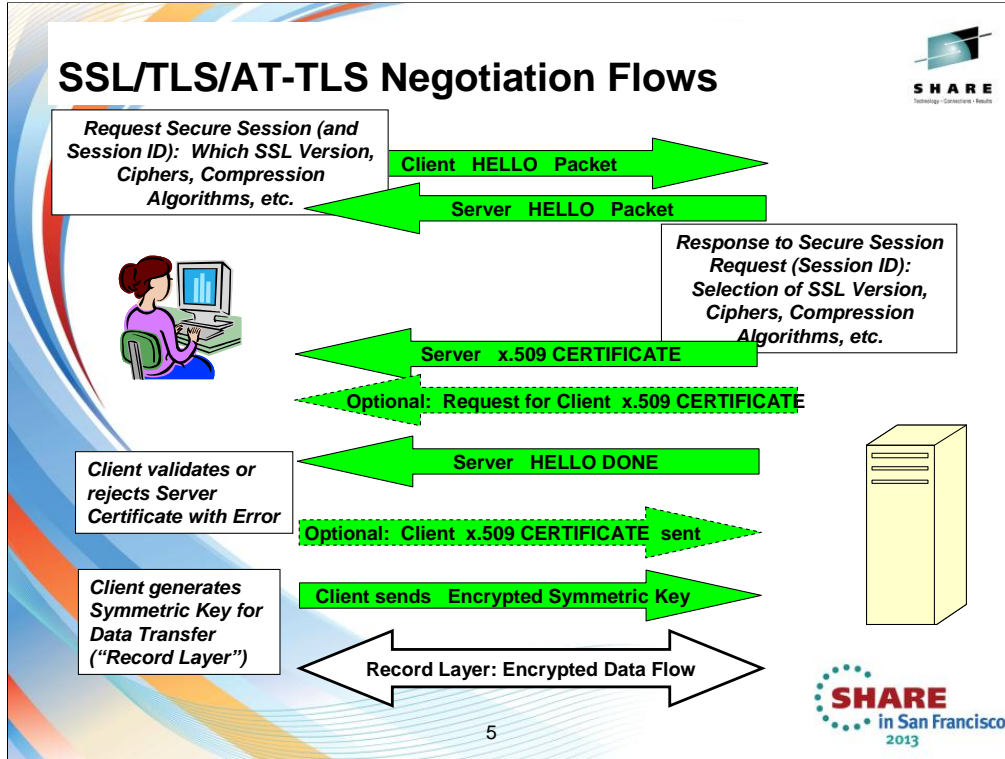 SSL/TLS/AT-TLS Negotiation Flows
SHARE
Technology • Connections • Results
Request Secure Session (and
Session ID): Which SSL Version,
Ciphers, Compression
Algorithms, etc.
Client HELLO Packet
Server HELLO Packet
Response to Secure Session
Request (Session ID):
Selection of SSL Version,
Ciphers, Compression
Algorithms, etc.
Server x.509 CERTIFICATE
Optional: Request for Client x.509 CERTIFICATE
Server HELLO DONE
Client validates or
rejects Server
Certificate with Error
Optional: Client x.509 CERTIFICATE sent
Client generates
Symmetric Key for
Data Transfer
(“Record Layer”)
Client sends Encrypted Symmetric Key
Record Layer: Encrypted Data Flow
5
SHARE
in San Francisco
2013